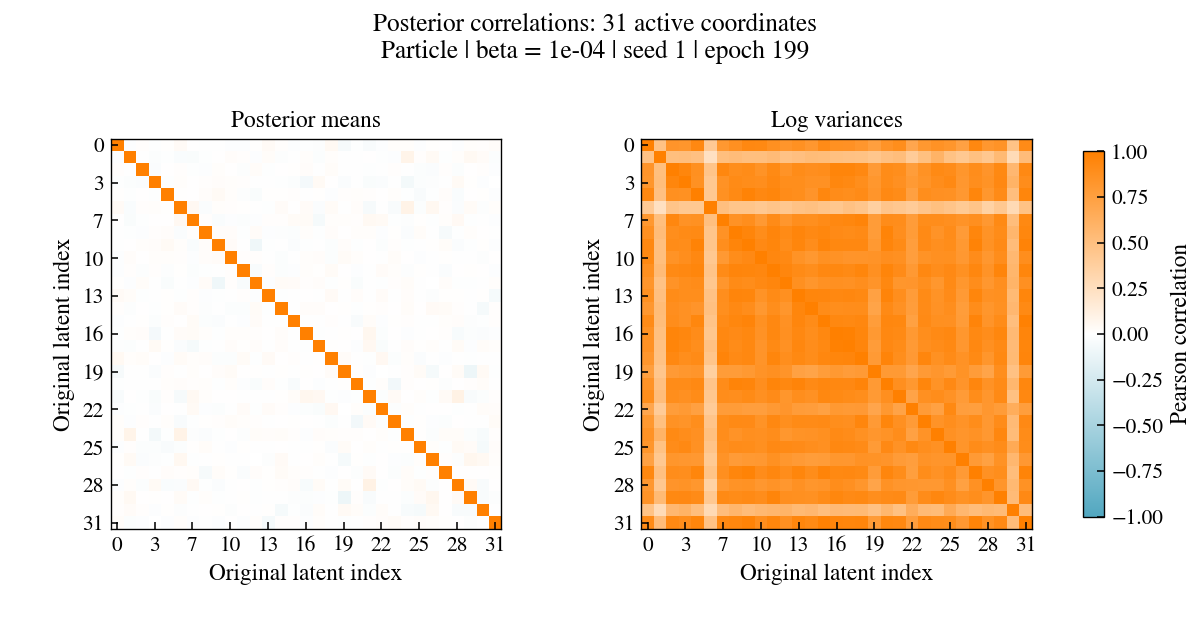 Posterior correlations: 31 active coordinates
Particle | beta = 1e-04 | seed 1 | epoch 199
Posterior means
Log variances
Original latent index
0
3
7
10
13
16
19
22
25
28
31
0 3 7 10 13 16 19 22 25 28 31
Original latent index
Original latent index
0
3
7
10
13
16
19
22
25
28
31
0 3 7 10 13 16 19 22 25 28 31
Original latent index
1.00
0.75
0.50
0.25
0.00
−0.25
−0.50
−0.75
−1.00
Pearson correlation